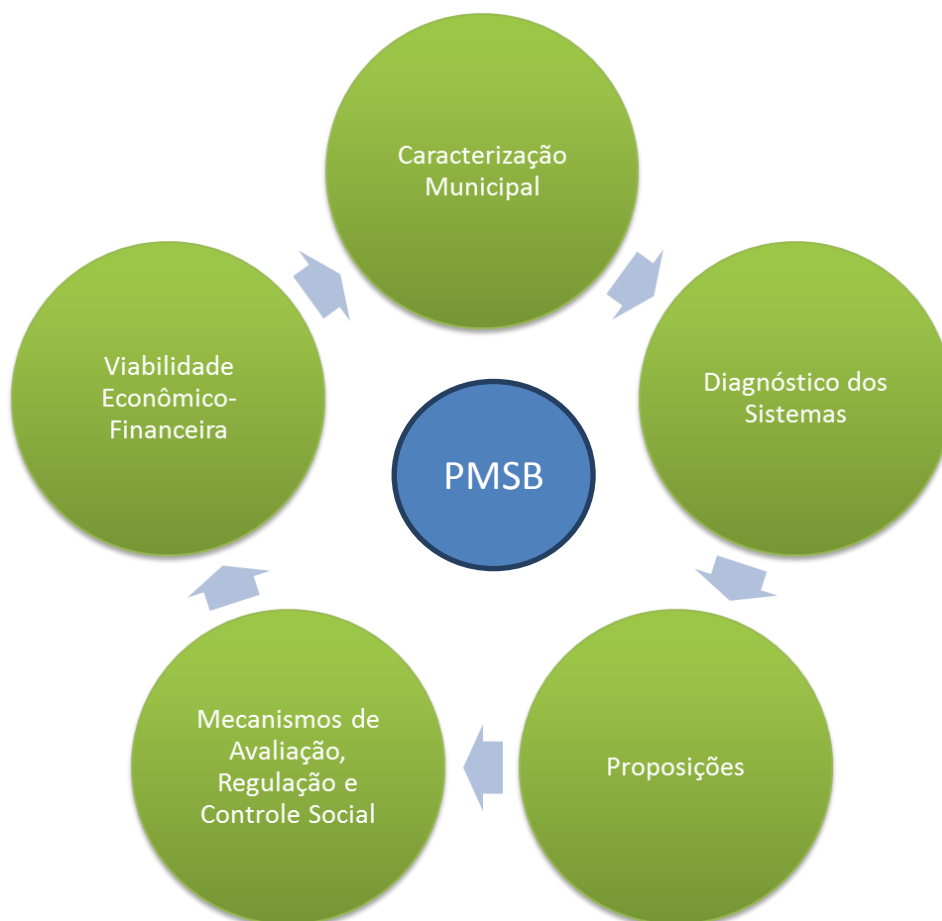 Caracterização
Municipal
Diagnóstico dos
Sistemas
Proposições
Mecanismos de
Avaliação,
Regulação e
Controle Social
Viabilidade
Econômico-
Financeira
PMSB